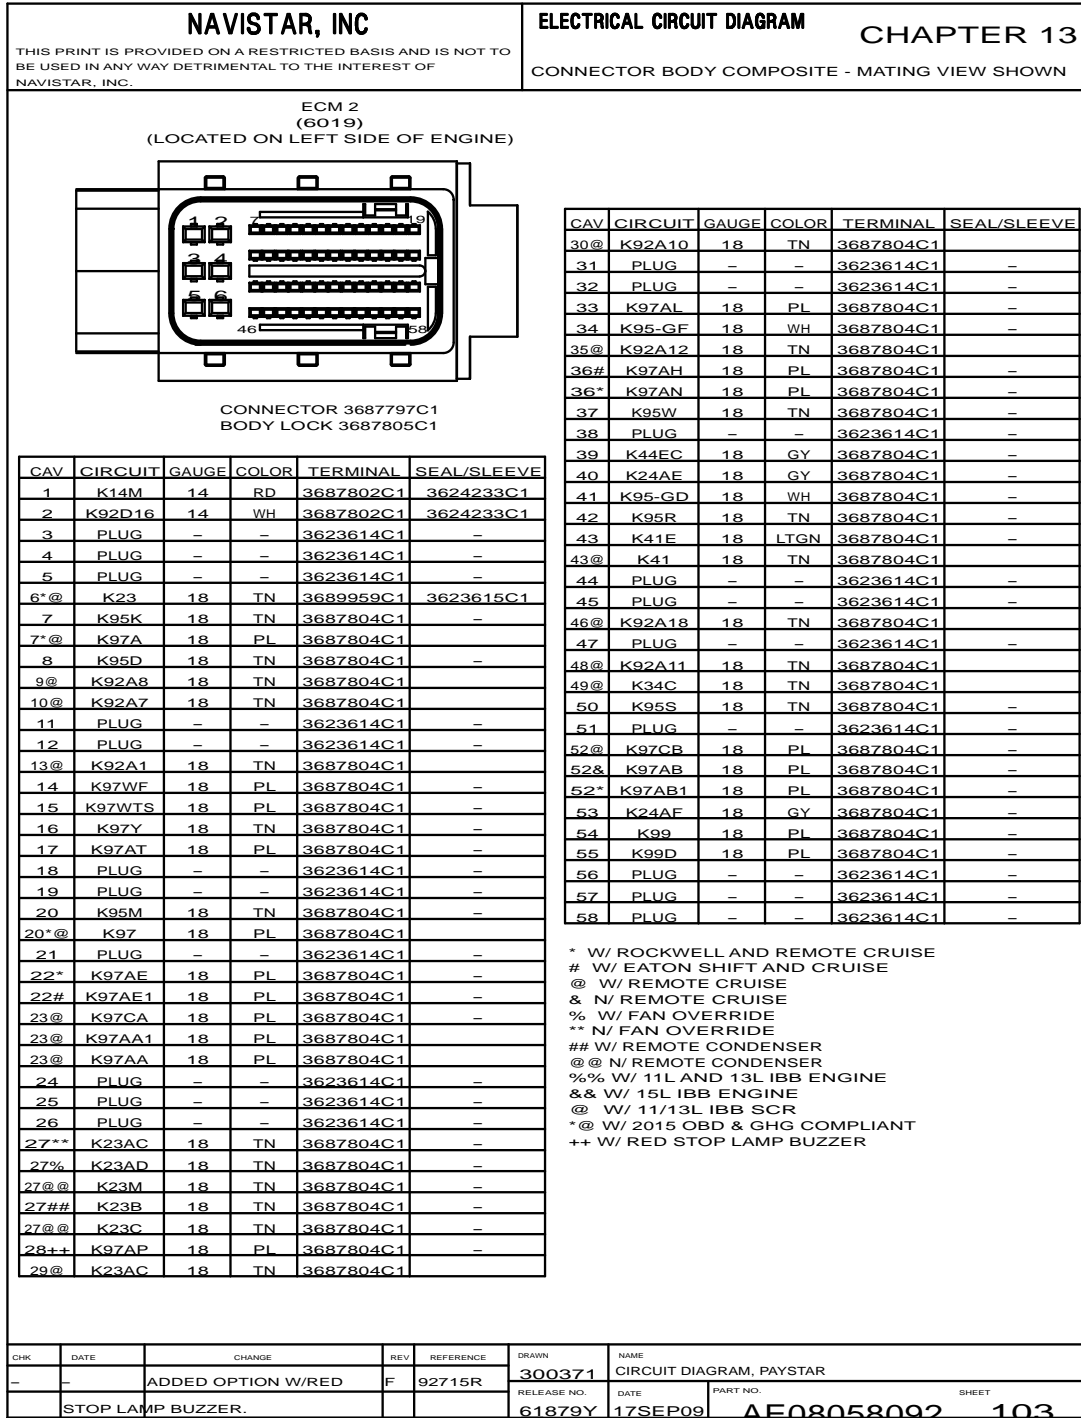 NAVISTAR, INC
THIS PRINT IS PROVIDED ON A RESTRICTED BASIS AND IS NOT TO
BE USED IN ANY WAY DETRIMENTAL TO THE INTEREST OF
NAVISTAR, INC.
ELECTRICAL CIRCUIT DIAGRAM
CHAPTER 13
CONNECTOR BODY COMPOSITE - MATING VIEW SHOWN
ECM 2
(6019)
(LOCATED ON LEFT SIDE OF ENGINE)
1 2 7 19
3 4
5 6
46 58
CONNECTOR 3687797C1
BODY LOCK 3687805C1
CAV CIRCUIT GAUGE COLOR TERMINAL SEAL/SLEEVE
1 K14M 14 RD 3687802C1 3624233C1
2 K92D16 14 WH 3687802C1 3624233C1
3 PLUG – – 3623614C1 –
4 PLUG – – 3623614C1 –
5 PLUG – – 3623614C1 –
6*@ K23 18 TN 3689959C1 3623615C1
7 K95K 18 TN 3687804C1 –
7*@ K97A 18 PL 3687804C1
8 K95D 18 TN 3687804C1 –
9@ K92A8 18 TN 3687804C1
10@ K92A7 18 TN 3687804C1
11 PLUG – – 3623614C1 –
12 PLUG – – 3623614C1 –
13@ K92A1 18 TN 3687804C1
14 K97WF 18 PL 3687804C1 –
15 K97WTS 18 PL 3687804C1 –
16 K97Y 18 TN 3687804C1 –
17 K97AT 18 PL 3687804C1 –
18 PLUG – – 3623614C1 –
19 PLUG – – 3623614C1 –
20 K95M 18 TN 3687804C1 –
20*@ K97 18 PL 3687804C1
21 PLUG – – 3623614C1 –
22* K97AE 18 PL 3687804C1 –
22# K97AE1 18 PL 3687804C1 –
23@ K97CA 18 PL 3687804C1 –
23@ K97AA1 18 PL 3687804C1
23@ K97AA 18 PL 3687804C1
24 PLUG – – 3623614C1 –
25 PLUG – – 3623614C1 –
26 PLUG – – 3623614C1 –
27** K23AC 18 TN 3687804C1 –
27% K23AD 18 TN 3687804C1 –
27@@ K23M 18 TN 3687804C1 –
27## K23B 18 TN 3687804C1 –
27@@ K23C 18 TN 3687804C1 –
28++ K97AP 18 PL 3687804C1 –
29@ K23AC 18 TN 3687804C1
CAV CIRCUIT GAUGE COLOR TERMINAL SEAL/SLEEVE
30@ K92A10 18 TN 3687804C1
31 PLUG – – 3623614C1 –
32 PLUG – – 3623614C1 –
33 K97AL 18 PL 3687804C1 –
34 K95-GF 18 WH 3687804C1 –
35@ K92A12 18 TN 3687804C1
36# K97AH 18 PL 3687804C1 –
36* K97AN 18 PL 3687804C1 –
37 K95W 18 TN 3687804C1 –
38 PLUG – – 3623614C1 –
39 K44EC 18 GY 3687804C1 –
40 K24AE 18 GY 3687804C1 –
41 K95-GD 18 WH 3687804C1 –
42 K95R 18 TN 3687804C1 –
43 K41E 18 LTGN 3687804C1 –
43@ K41 18 TN 3687804C1
44 PLUG – – 3623614C1 –
45 PLUG – – 3623614C1 –
46@ K92A18 18 TN 3687804C1
47 PLUG – – 3623614C1 –
48@ K92A11 18 TN 3687804C1
49@ K34C 18 TN 3687804C1
50 K95S 18 TN 3687804C1 –
51 PLUG – – 3623614C1 –
52@ K97CB 18 PL 3687804C1 –
52& K97AB 18 PL 3687804C1 –
52* K97AB1 18 PL 3687804C1 –
53 K24AF 18 GY 3687804C1 –
54 K99 18 PL 3687804C1 –
55 K99D 18 PL 3687804C1 –
56 PLUG – – 3623614C1 –
57 PLUG – – 3623614C1 –
58 PLUG – – 3623614C1 –
* W/ ROCKWELL AND REMOTE CRUISE
# W/ EATON SHIFT AND CRUISE
@ W/ REMOTE CRUISE
& N/ REMOTE CRUISE
% W/ FAN OVERRIDE
** N/ FAN OVERRIDE
## W/ REMOTE CONDENSER
@@ N/ REMOTE CONDENSER
%% W/ 11L AND 13L IBB ENGINE
&& W/ 15L IBB ENGINE
@ W/ 11/13L IBB SCR
*@ W/ 2015 OBD & GHG COMPLIANT
++ W/ RED STOP LAMP BUZZER
CHK DATE CHANGE REV REFERENCE
– – ADDED OPTION W/RED F 92715R
STOP LAMP BUZZER.
DRAWN
300371
NAME
CIRCUIT DIAGRAM, PAYSTAR
RELEASE NO.
61879Y
DATE
17SEP09
PART NO.
AE08058092
SHEET
103